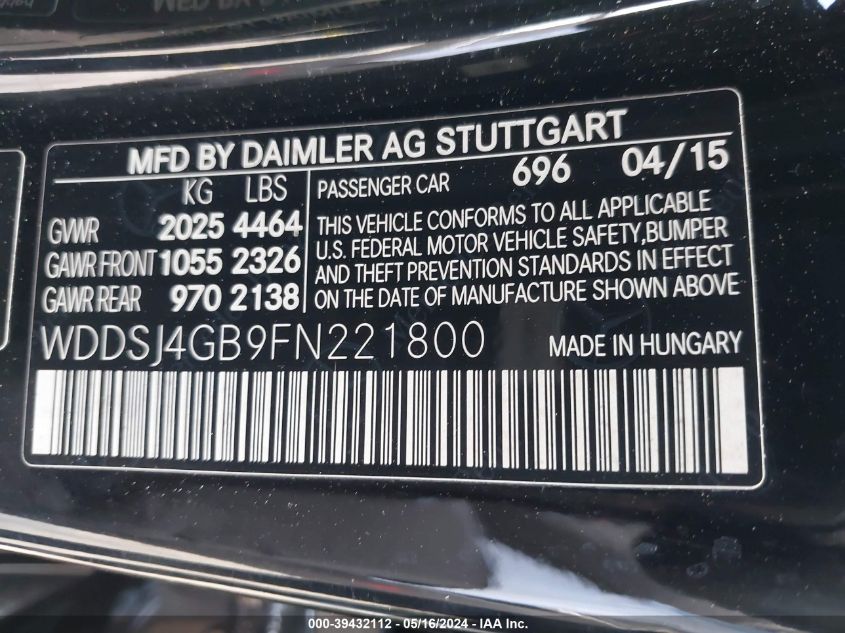 MFD BY DAIMLER AG STUTTGART
KG LBS
GVWR 2025 4464
GAWR FRONT 1055 2326
GAWR REAR 970 2138
PASSENGER CAR 696 04/15
THIS VEHICLE CONFORMS TO ALL APPLICABLE
U.S. FEDERAL MOTOR VEHICLE SAFETY,BUMPER
AND THEFT PREVENTION STANDARDS IN EFFECT
ON THE DATE OF MANUFACTURE SHOWN ABOVE
WDDSJ4GB9FN221800 MADE IN HUNGARY
000-39432112 - 05/16/2024 - IAA Inc.